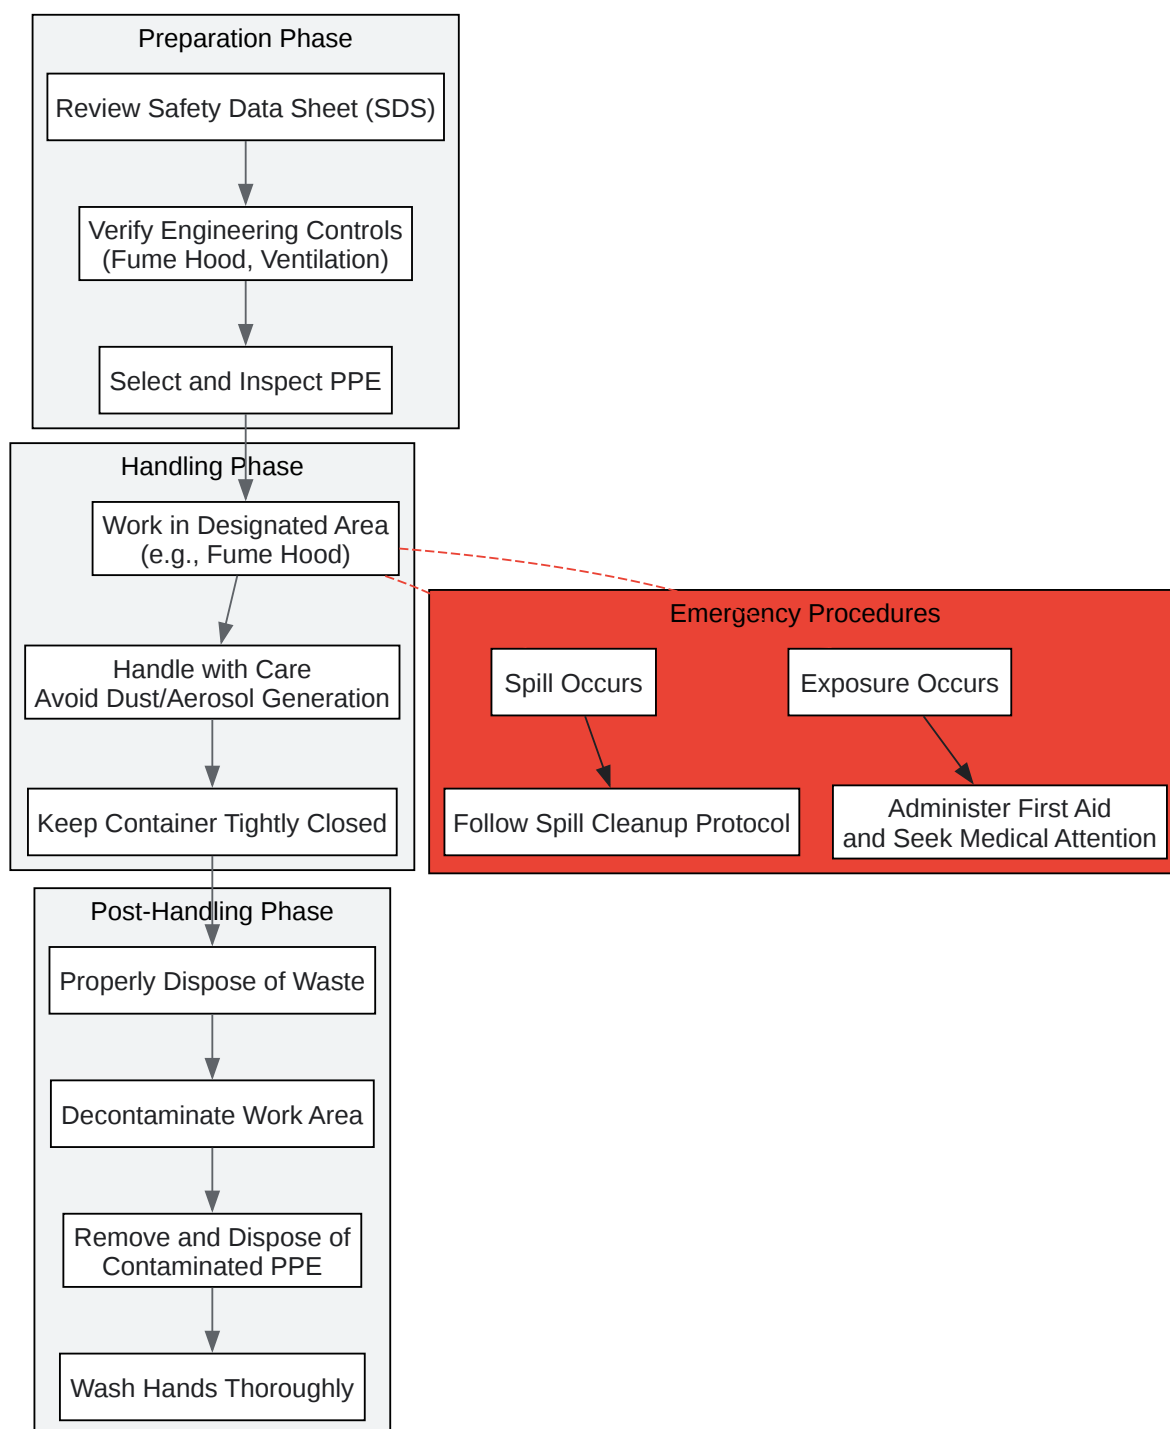 Preparation Phase
Review Safety Data Sheet (SDS)
Verify Engineering Controls
(Fume Hood, Ventilation)
Select and Inspect PPE
Handling Phase
Work in Designated Area
(e.g., Fume Hood)
Handle with Care
Avoid Dust/Aerosol Generation
Keep Container Tightly Closed
Emergency Procedures
Spill Occurs
Exposure Occurs
Follow Spill Cleanup Protocol
Administer First Aid
and Seek Medical Attention
Post-Handling Phase
Properly Dispose of Waste
Decontaminate Work Area
Remove and Dispose of
Contaminated PPE
Wash Hands Thoroughly